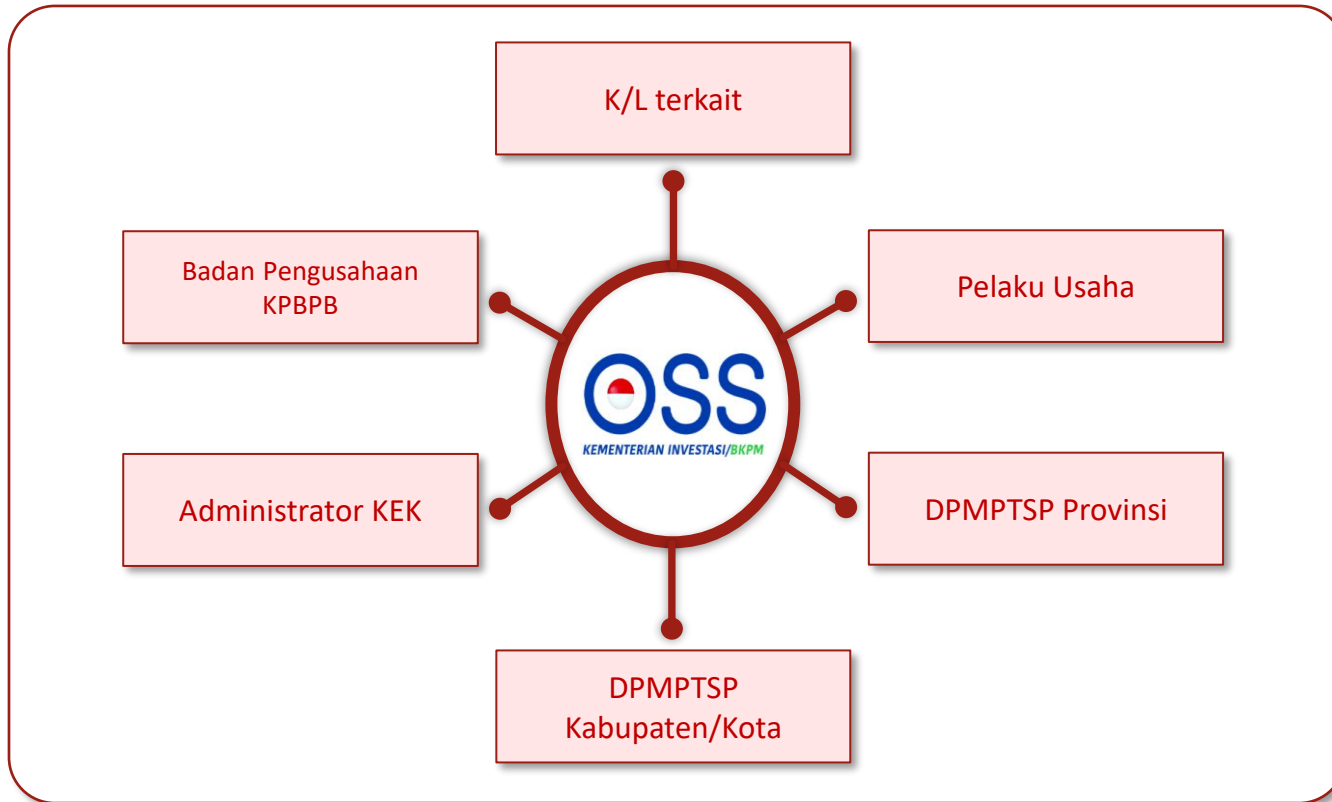 K/L terkait
Badan Pengusahaan
KPBPB
Pelaku Usaha
OSS
KEMENTERIAN INVESTASI/BKPM
Administrator KEK
DPMPTSP Provinsi
DPMPTSP
Kabupaten/Kota